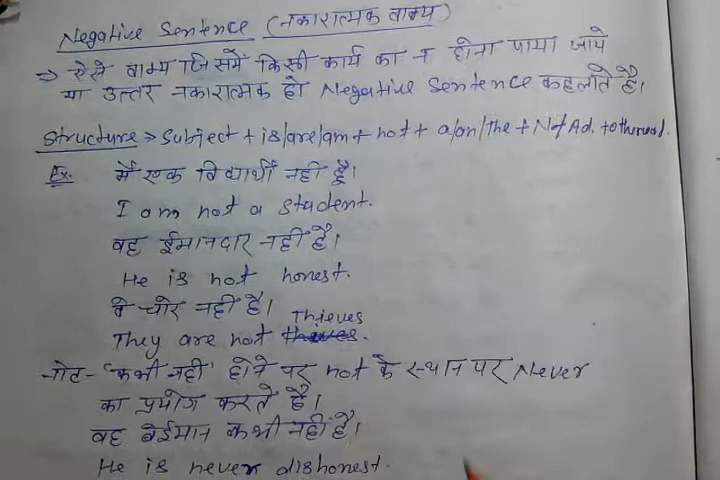 Negative Sentence (नकारात्मक वाक्य)
⇒ ऐसे वाक्य जिसमें किसी कार्य का न होना पाया जाये
या उत्तर नकारात्मक हो Negative Sentence कहलाते है।
Structure ⇒ Subject + is/are/am + not + a/an/the + N/Ad. +
Ex. में एक विद्यार्थी नहीं हूँ।
I am not a student.
वह ईमानदार नहीं है।
He is not honest.
वे चोर नहीं है।
They are not Thieves.
नोट- 'कभी नहीं' होने पर not के स्थान पर Never
का प्रयोग करते है।
वह बेईमान कभी नहीं है।
He is never dishonest.